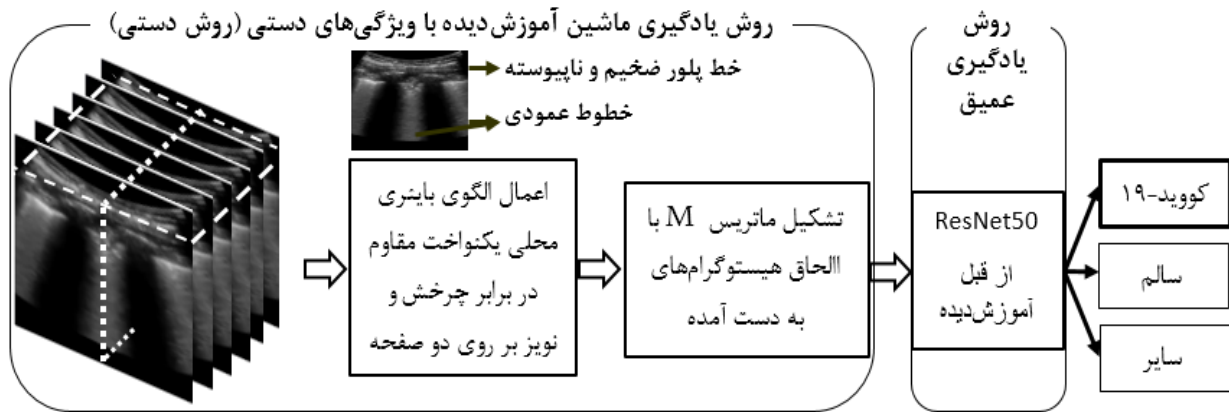 روش یادگیری ماشین آموزش‌دیده با ویژگی‌های دستی (روش دستی)
خط پلور ضخیم و ناپیوسته
خطوط عمودی
اعمال الگوی باینری
محلی یکنواخت مقاوم
در برابر چرخش و
نویز بر روی دو صفحه
تشکیل ماتریس M با
االحاق هیستوگرام‌های
به دست آمده
روش
یادگیری
عمیق
ResNet50
از قبل
آموزش‌دیده
کووید-۱۹
سالم
سایر